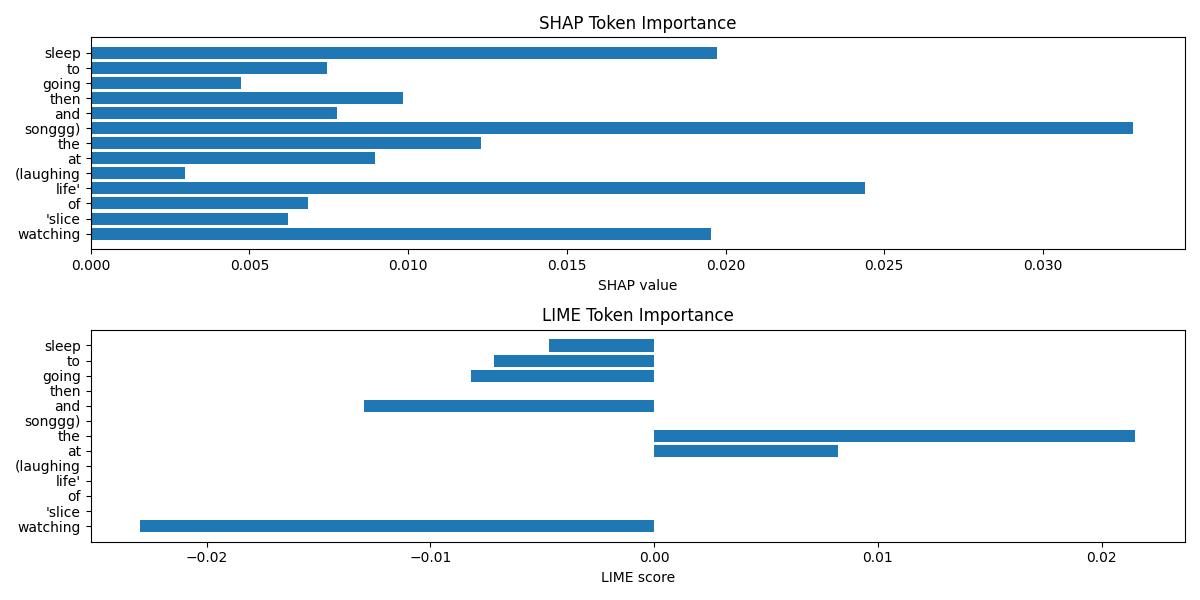 SHAP Token Importance
sleep
to
going
then
and
songgg)
the
at
(laughing
life'
of
'slice
watching
0.000 0.005 0.010 0.015 0.020 0.025 0.030
SHAP value
LIME Token Importance
sleep
to
going
then
and
songgg)
the
at
(laughing
life'
of
'slice
watching
−0.02 −0.01 0.00 0.01 0.02
LIME score